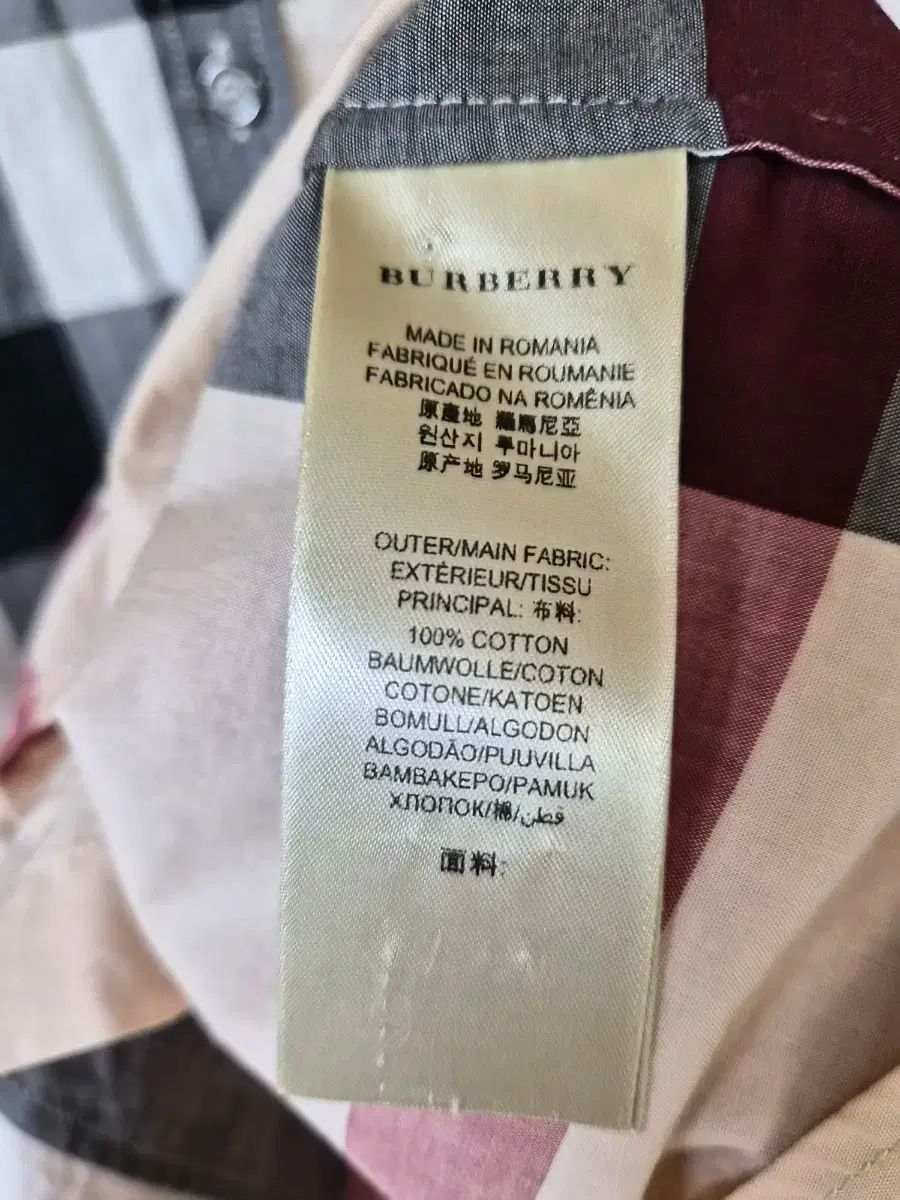 BURBERRY
MADE IN ROMANIA
FABRIQUÉ EN ROUMANIE
FABRICADO NA ROMÊNIA
原產地 羅馬尼亞
원산지 루마니아
原产地 罗马尼亚
OUTER/MAIN FABRIC:
EXTÉRIEUR/TISSU
PRINCIPAL: 布料:
100% COTTON
BAUMWOLLE/COTON
COTONE/KATOEN
BOMULL/ALGODON
ALGODÃO/PUUVILLA
BAMBAKEPO/PAMUK
ХЛОПОК/棉/قطن
面料: